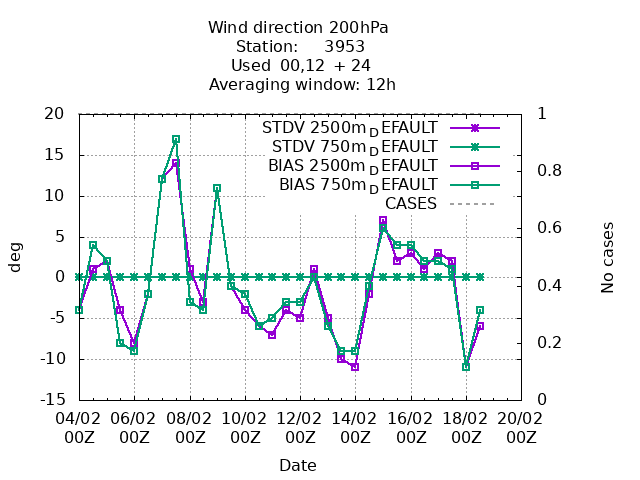 Wind direction 200hPa
Station: 3953
Used 00,12 + 24
Averaging window: 12h
STDV 2500m_DEFAULT
STDV 750m_DEFAULT
BIAS 2500m_DEFAULT
BIAS 750m_DEFAULT
CASES
20
15
10
5
0
-5
-10
-15
deg
1
0.8
0.6
0.4
0.2
0
No cases
04/02 06/02 08/02 10/02 12/02 14/02 16/02 18/02 20/02
00Z 00Z 00Z 00Z 00Z 00Z 00Z 00Z 00Z
Date